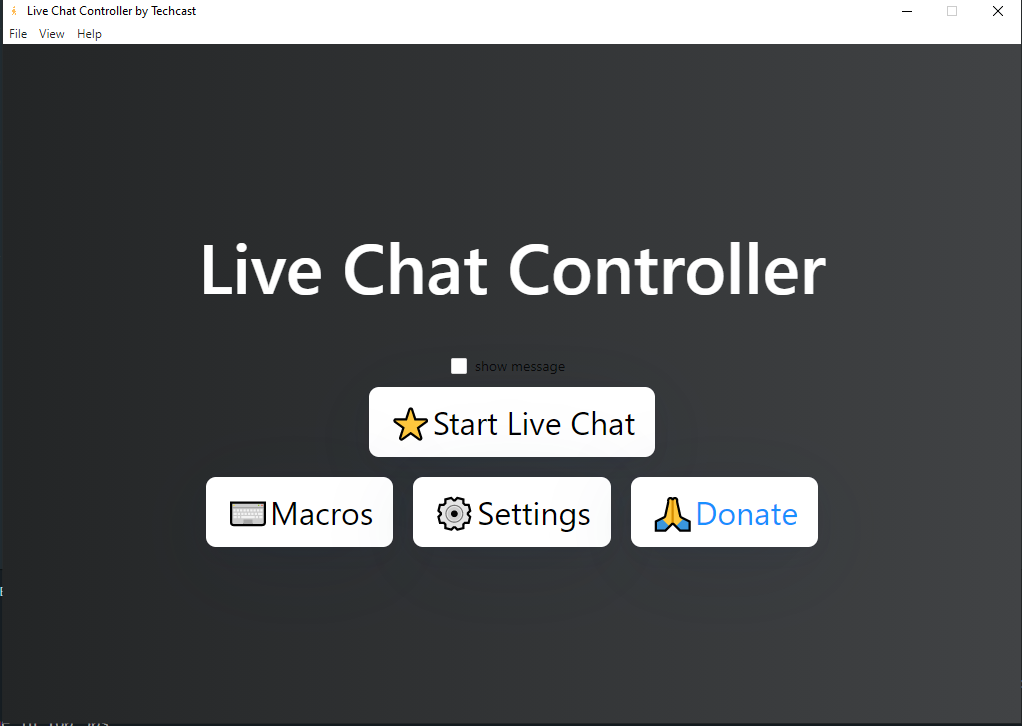 Live Chat Controller by Techcast
File View Help
Live Chat Controller
show message
Start Live Chat
Macros Settings Donate